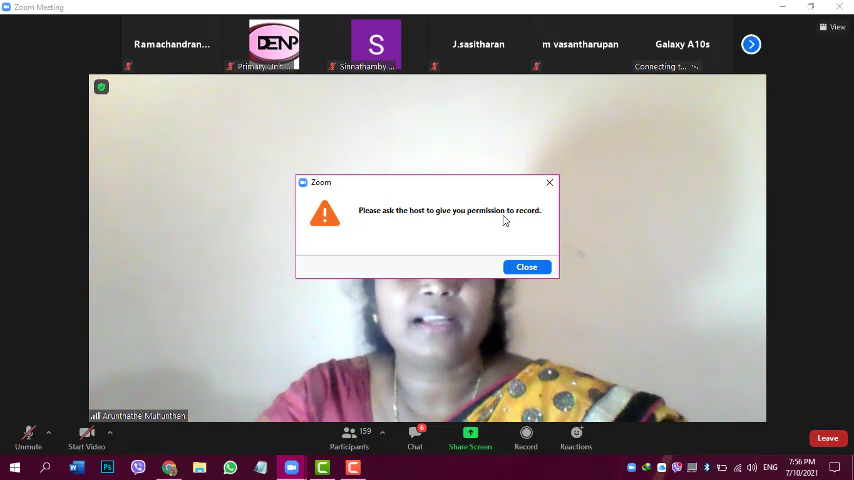 Zoom Meeting
View
Ramachandran...
DENP
Primary Unit...
S
Sinnathamby ...
J.sasitharan
m vasantharupan
Galaxy A10s
Connecting t...
Zoom
Please ask the host to give you permission to record.
Close
Arunthathe Muhunthan
Unmute
Start Video
159
Participants
6
Chat
Share Screen
Record
Reactions
Leave
W
Ps
ENG
7:56 PM
7/10/2021